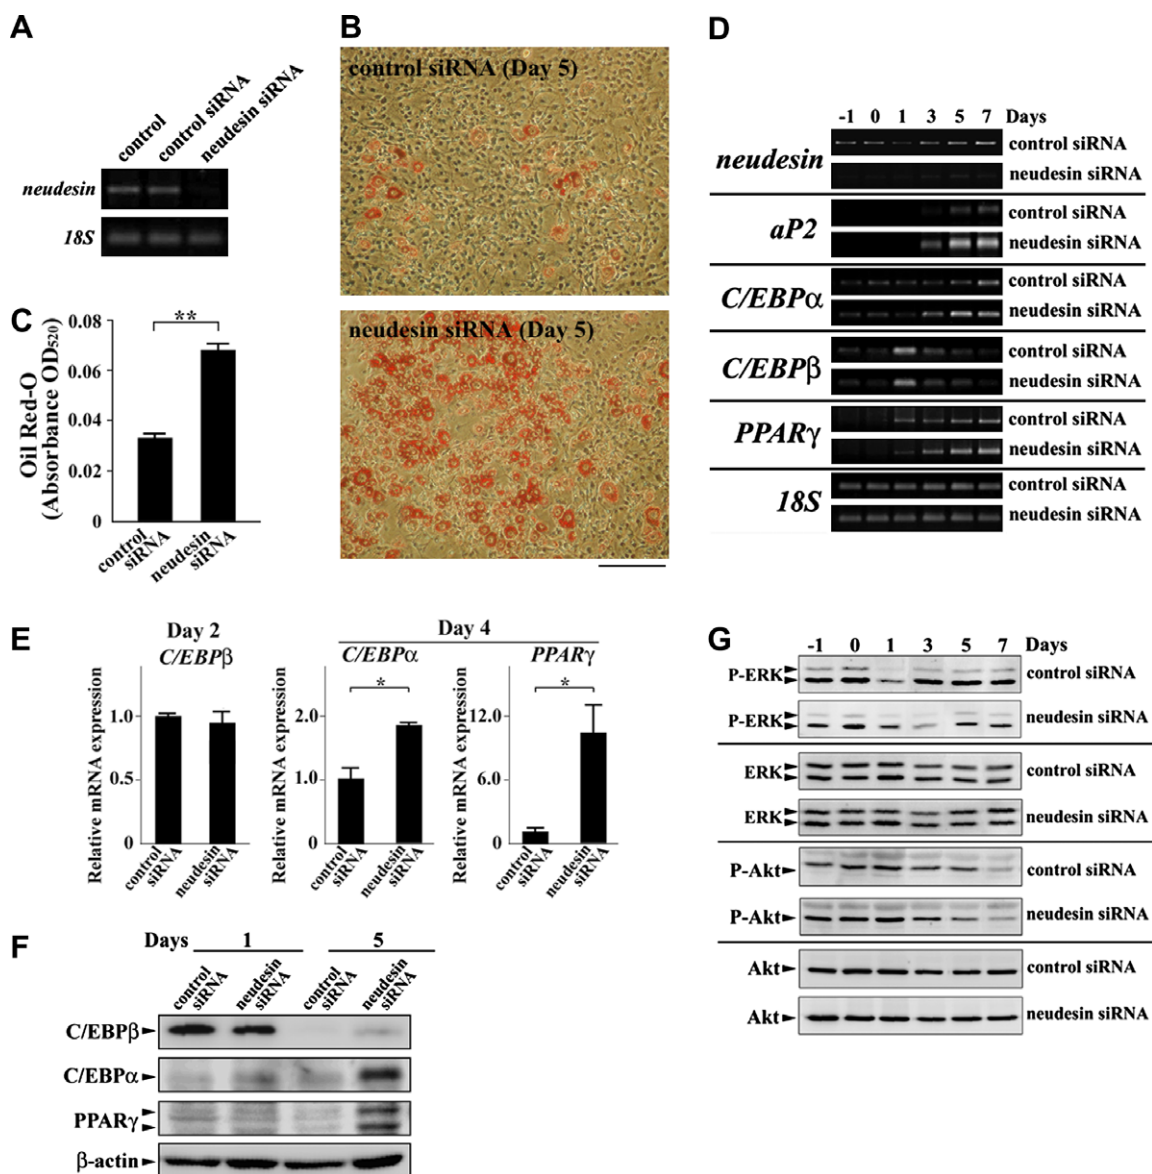 A
control
control siRNA
neudesin siRNA
neudesin
18S
B
control siRNA (Day 5)
neudesin siRNA (Day 5)
C
Oil Red-O
(Absorbance OD520)
0.08
0.06
0.04
0.02
0
**
control
siRNA
neudesin
siRNA
D
-1 0 1 3 5 7 Days
neudesin
control siRNA
neudesin siRNA
aP2
control siRNA
neudesin siRNA
C/EBPα
control siRNA
neudesin siRNA
C/EBPβ
control siRNA
neudesin siRNA
PPARγ
control siRNA
neudesin siRNA
18S
control siRNA
neudesin siRNA
E
Day 2
C/EBPβ
Relative mRNA expression
1.0
0.5
0
control
siRNA
neudesin
siRNA
Day 4
C/EBPα
Relative mRNA expression
2.0
1.0
0
*
control
siRNA
neudesin
siRNA
PPARγ
Relative mRNA expression
12.0
6.0
0
*
control
siRNA
neudesin
siRNA
F
Days 1 5
control
siRNA
neudesin
siRNA
control
siRNA
neudesin
siRNA
C/EBPβ
C/EBPα
PPARγ
β-actin
G
-1 0 1 3 5 7 Days
P-ERK control siRNA
P-ERK neudesin siRNA
ERK control siRNA
ERK neudesin siRNA
P-Akt control siRNA
P-Akt neudesin siRNA
Akt control siRNA
Akt neudesin siRNA